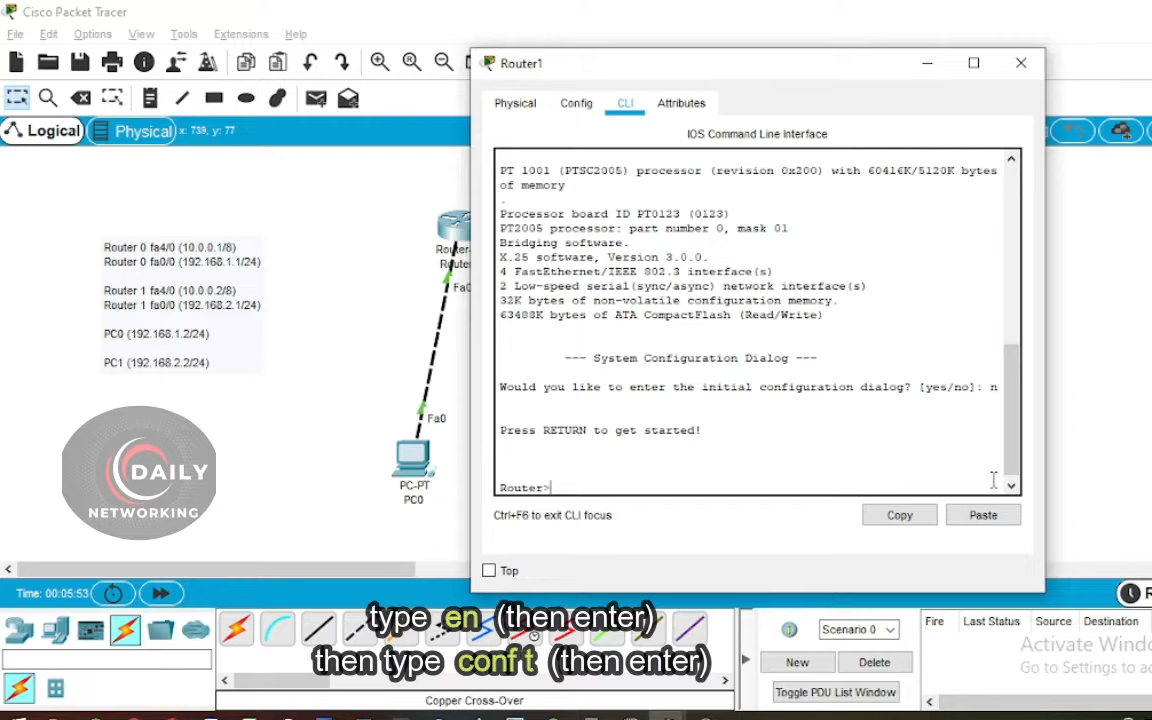 Cisco Packet Tracer
File Edit Options View Tools Extensions Help
Router1
Physical Config CLI Attributes
Logical Physical x: 739, y: 77
IOS Command Line Interface
PT 1001 (PTSC2005) processor (revision 0x200) with 60416K/5120K bytes
of memory
.
Processor board ID PT0123 (0123)
PT2005 processor: part number 0, mask 01
Bridging software.
X.25 software, Version 3.0.0.
4 FastEthernet/IEEE 802.3 interface(s)
2 Low-speed serial(sync/async) network interface(s)
32K bytes of non-volatile configuration memory.
63488K bytes of ATA CompactFlash (Read/Write)
--- System Configuration Dialog ---
Would you like to enter the initial configuration dialog? [yes/no]: n
Press RETURN to get started!
Router>
Ctrl+F6 to exit CLI focus
Copy Paste
Top
Router 0 fa4/0 (10.0.0.1/8)
Router 0 fa0/0 (192.168.1.1/24)
Router 1 fa4/0 (10.0.0.2/8)
Router 1 fa0/0 (192.168.2.1/24)
PC0 (192.168.1.2/24)
PC1 (192.168.2.2/24)
Router
Fa0
PC-PT
PC0
DAILY
NETWORKING
Time: 00:05:53
type en (then enter)
then type conf t (then enter)
Copper Cross-Over
Scenario 0
New Delete
Toggle PDU List Window
Fire Last Status Source Destination
Activate Windo
Go to Settings to a